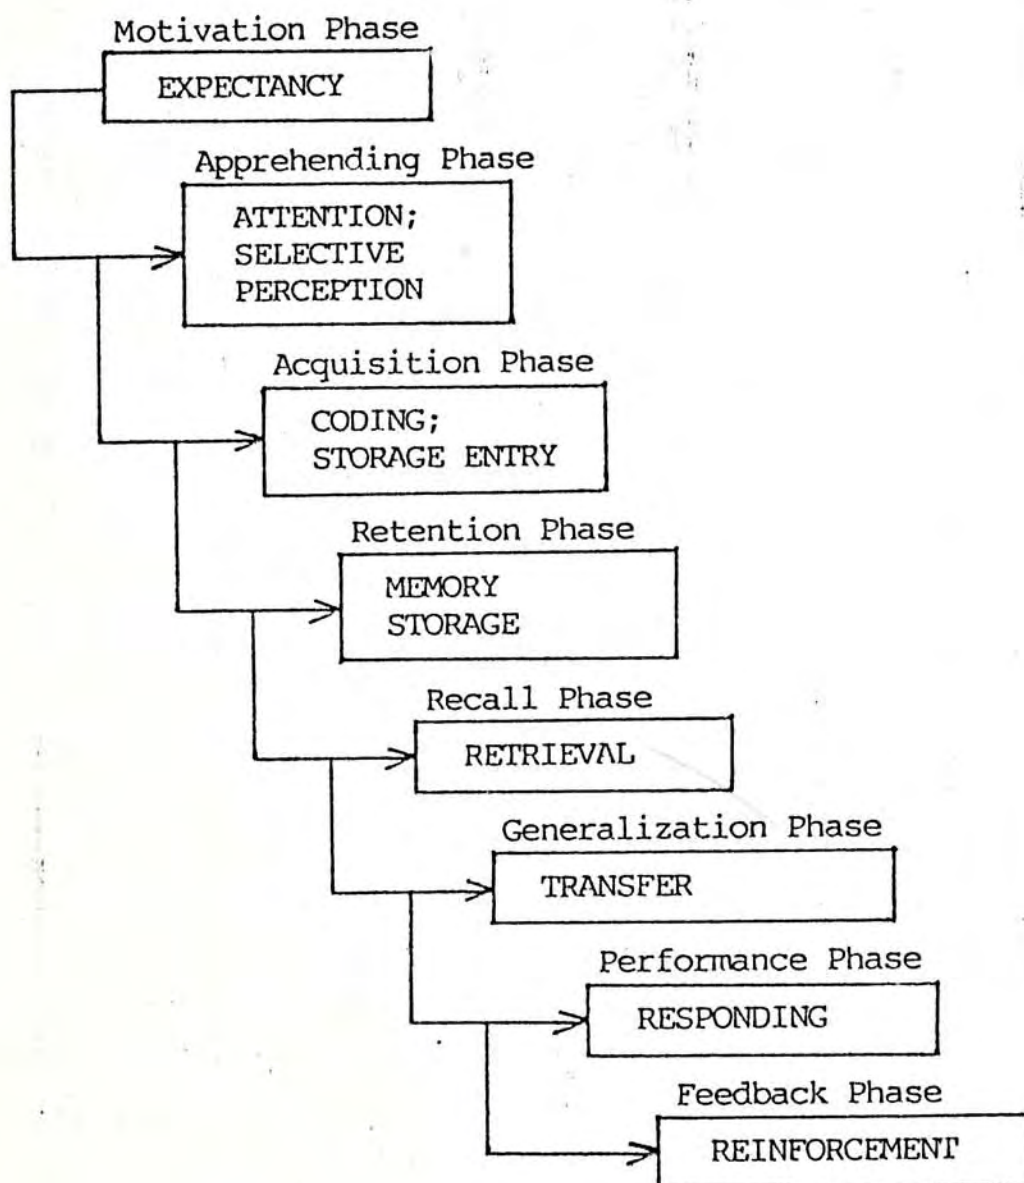 Motivation Phase
EXPECTANCY
Apprehending Phase
ATTENTION;
SELECTIVE
PERCEPTION
Acquisition Phase
CODING;
STORAGE ENTRY
Retention Phase
MEMORY
STORAGE
Recall Phase
RETRIEVAL
Generalization Phase
TRANSFER
Performance Phase
RESPONDING
Feedback Phase
REINFORCEMENT